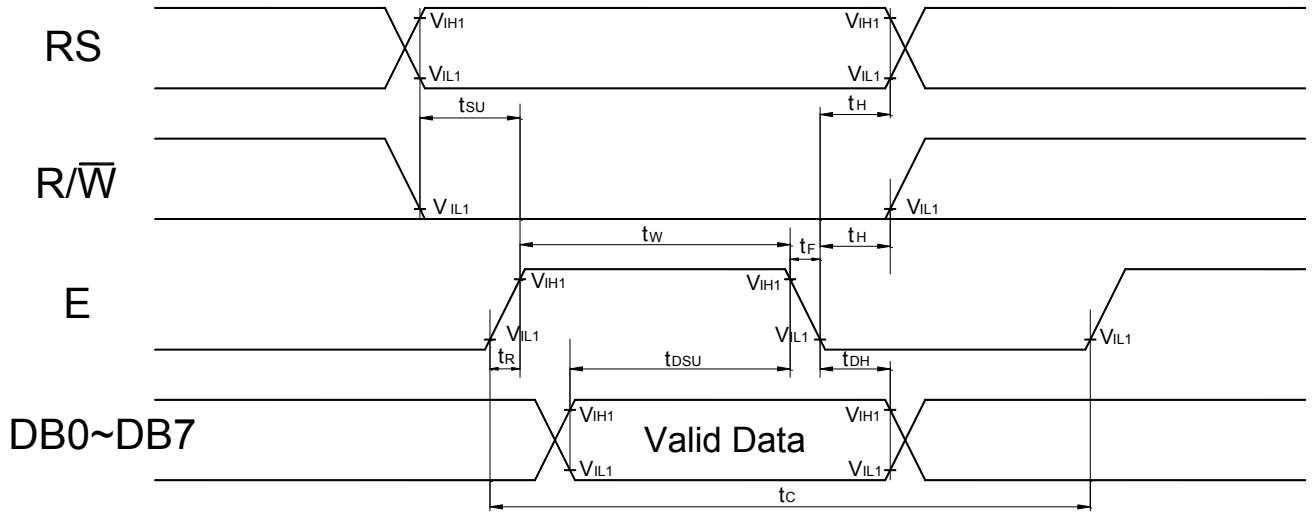 RS
VIH1
VIH1
VIL1
VIL1
tSU
tH
R/W̅
VIL1
VIL1
tW
tF
tH
E
VIH1
VIH1
VIL1
VIL1
VIL1
tR
tDSU
tDH
DB0~DB7
VIH1
VIH1
Valid Data
VIL1
VIL1
tC